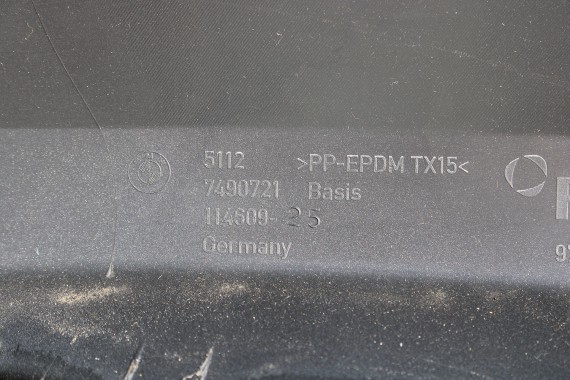 5112 >PP-EPDM TX15<
7490721 Basis
114609-25
Germany